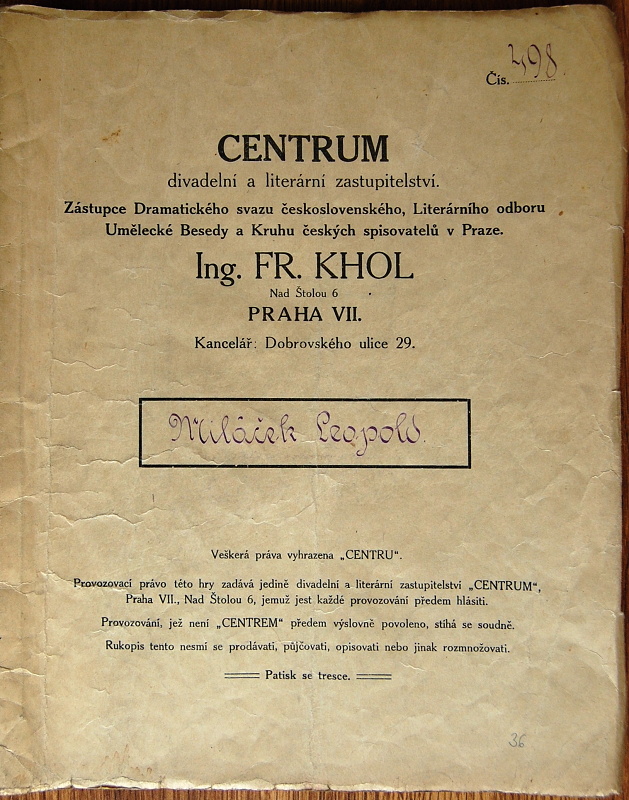 Čís. 498
CENTRUM
divadelní a literární zastupitelství.
Zástupce Dramatického svazu československého, Literárního odboru
Umělecké Besedy a Kruhu českých spisovatelů v Praze.
Ing. FR. KHOL
Nad Štolou 6
PRAHA VII.
Kancelář: Dobrovského ulice 29.
Miláček Leopold.
Veškerá práva vyhrazena „CENTRU“.
Provozovací právo této hry zadává jedině divadelní a literární zastupitelství „CENTRUM“,
Praha VII., Nad Štolou 6, jemuž jest každé provozování předem hlásiti.
Provozování, jež není „CENTREM“ předem výslovně povoleno, stíhá se soudně.
Rukopis tento nesmí se prodávati, půjčovati, opisovati nebo jinak rozmnožovati.
Patisk se tresce.
36